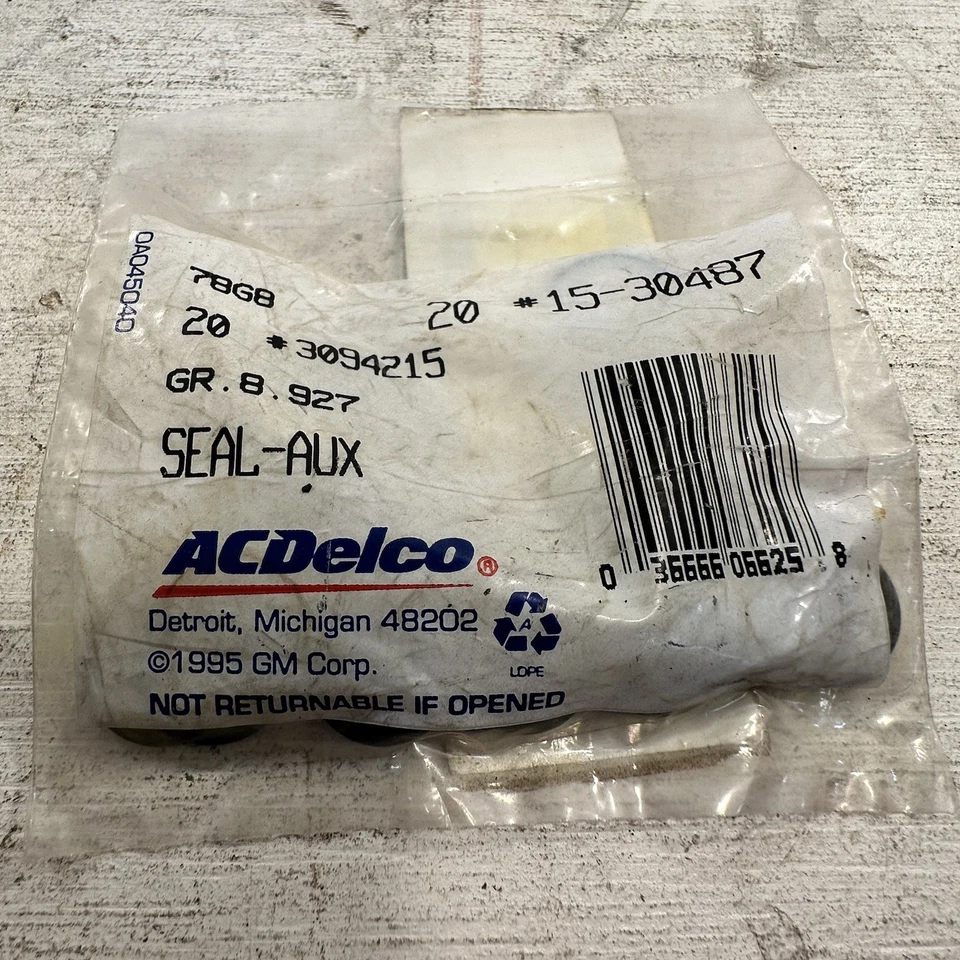 0A045040
78G8
20 #15-30487
20 #3094215
GR.8.927
SEAL-AUX
0 36666 06625 8
ACDelco®
Detroit, Michigan 48202
A
LDPE
©1995 GM Corp.
NOT RETURNABLE IF OPENED